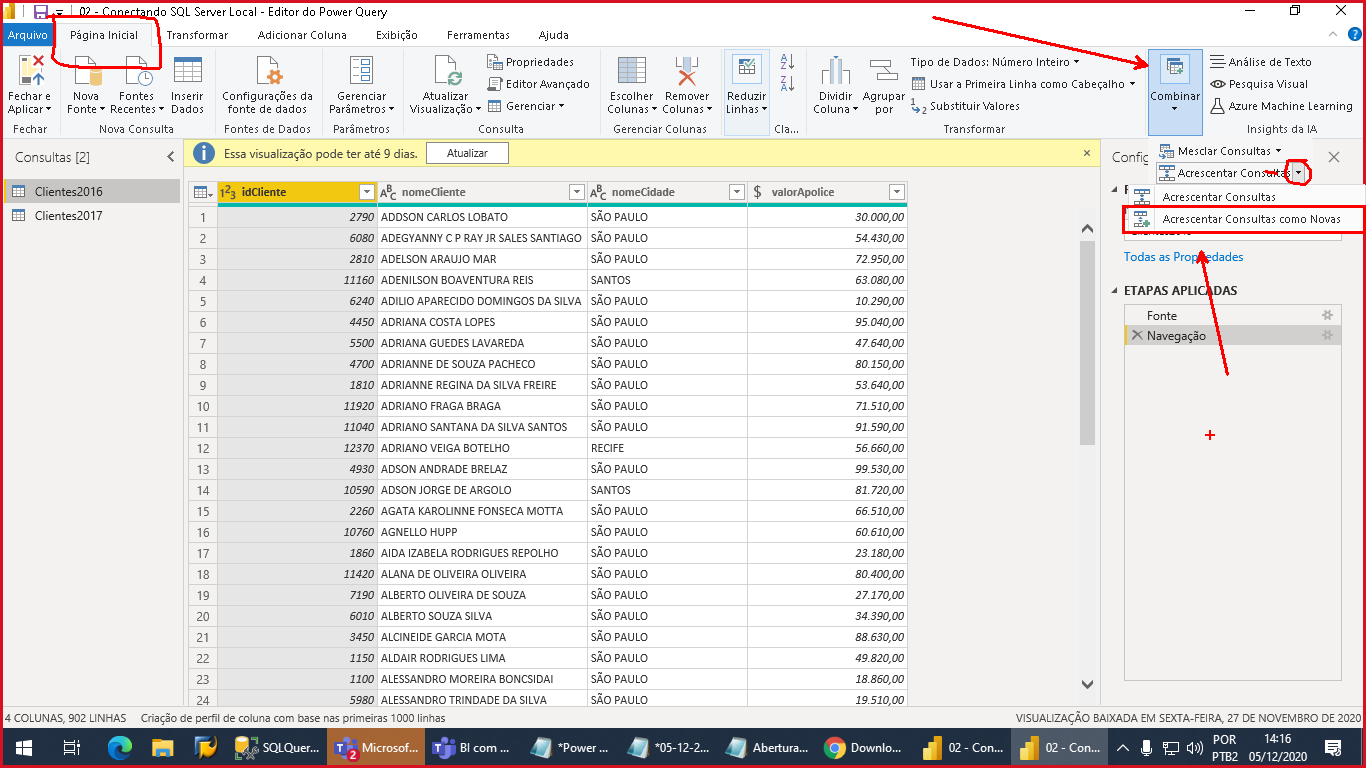 02 - Conectando SQL Server Local - Editor do Power Query
Arquivo Página Inicial Transformar Adicionar Coluna Exibição Ferramentas Ajuda
Fechar e Aplicar
Fechar
Nova Fonte
Fontes Recentes
Inserir Dados
Nova Consulta
Configurações da fonte de dados
Fontes de Dados
Gerenciar Parâmetros
Parâmetros
Atualizar Visualização
Propriedades
Editor Avançado
Gerenciar
Consulta
Escolher Colunas
Remover Colunas
Gerenciar Colunas
Reduzir Linhas
Cla...
Dividir Coluna
Agrupar por
Tipo de Dados: Número Inteiro
Usar a Primeira Linha como Cabeçalho
Substituir Valores
Transformar
Combinar
Análise de Texto
Pesquisa Visual
Azure Machine Learning
Insights da IA
Mesclar Consultas
Acrescentar Consultas
Acrescentar Consultas
Acrescentar Consultas como Novas
Consultas [2]
Clientes2016
Clientes2017
Essa visualização pode ter até 9 dias. Atualizar
idCliente nomeCliente nomeCidade valorApolice
1 2790 ADDSON CARLOS LOBATO SÃO PAULO 30.000,00
2 6080 ADEGYANNY C P RAY JR SALES SANTIAGO SÃO PAULO 54.430,00
3 2810 ADELSON ARAUJO MAR SÃO PAULO 72.950,00
4 11160 ADENILSON BOAVENTURA REIS SANTOS 63.080,00
5 6240 ADILIO APARECIDO DOMINGOS DA SILVA SÃO PAULO 10.290,00
6 4450 ADRIANA COSTA LOPES SÃO PAULO 95.040,00
7 5500 ADRIANA GUEDES LAVAREDA SÃO PAULO 47.640,00
8 4700 ADRIANNE DE SOUZA PACHECO SÃO PAULO 80.150,00
9 1810 ADRIANNE REGINA DA SILVA FREIRE SÃO PAULO 53.640,00
10 11920 ADRIANO FRAGA BRAGA SÃO PAULO 71.510,00
11 11040 ADRIANO SANTANA DA SILVA SANTOS SÃO PAULO 91.590,00
12 12370 ADRIANO VEIGA BOTELHO RECIFE 56.660,00
13 4930 ADSON ANDRADE BRELAZ SÃO PAULO 99.530,00
14 10590 ADSON JORGE DE ARGOLO SANTOS 81.720,00
15 2260 AGATA KAROLINNE FONSECA MOTTA SÃO PAULO 66.510,00
16 10760 AGNELLO HUPP SÃO PAULO 60.610,00
17 1860 AIDA IZABELA RODRIGUES REPOLHO SÃO PAULO 23.180,00
18 11420 ALANA DE OLIVEIRA OLIVEIRA SÃO PAULO 80.400,00
19 7190 ALBERTO OLIVEIRA DE SOUZA SÃO PAULO 27.170,00
20 6010 ALBERTO SOUZA SILVA SÃO PAULO 34.390,00
21 3450 ALCINEIDE GARCIA MOTA SÃO PAULO 88.630,00
22 1150 ALDAIR RODRIGUES LIMA SÃO PAULO 49.820,00
23 1100 ALESSANDRO MOREIRA BONCSIDAI SÃO PAULO 18.860,00
24 5980 ALESSANDRO TRINDADE DA SILVA SÃO PAULO 19.510,00
Todas as Propriedades
ETAPAS APLICADAS
Fonte
Navegação
4 COLUNAS, 902 LINHAS Criação de perfil de coluna com base nas primeiras 1000 linhas VISUALIZAÇÃO BAIXADA EM SEXTA-FEIRA, 27 DE NOVEMBRO DE 2020
SQLQuer... Microsof... BI com ... *Power ... *05-12-2... Abertura... Downlo... 02 - Con... 02 - Con...
POR
PTB2
14:16
05/12/2020